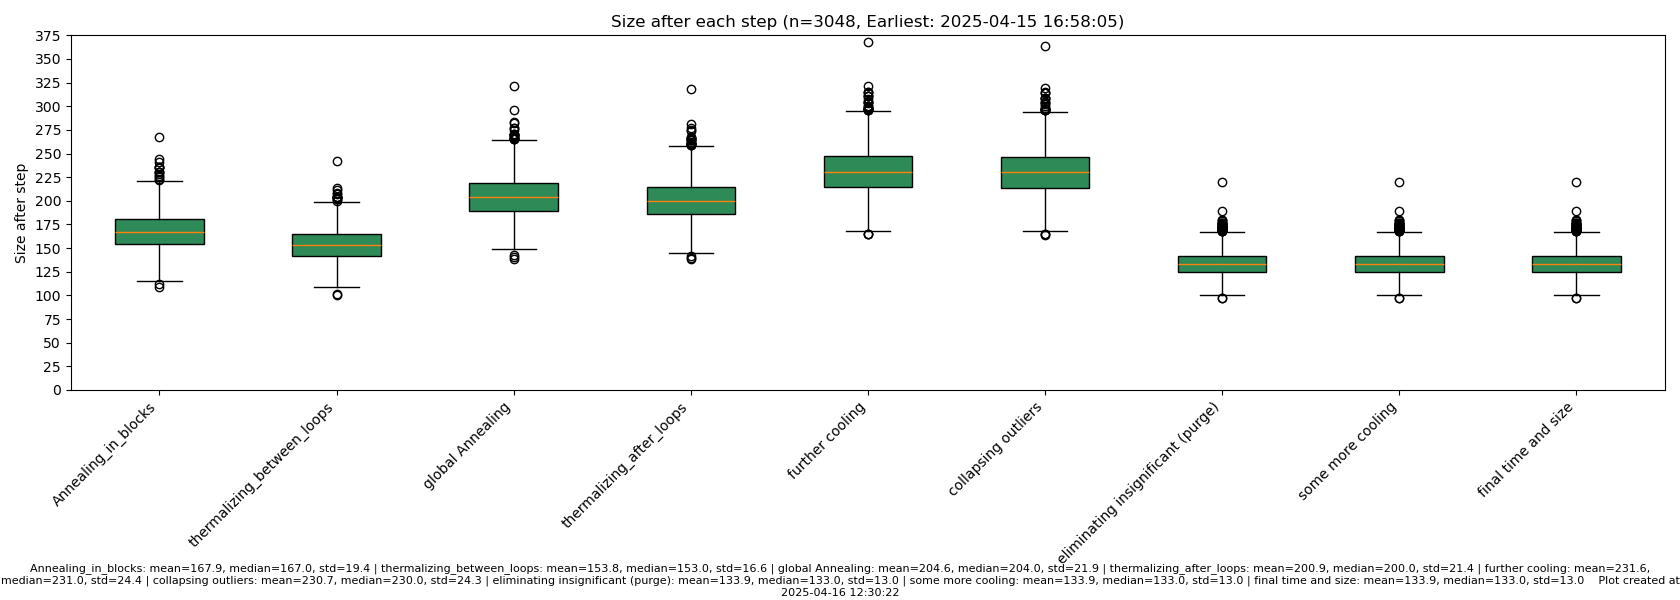 Size after each step (n=3048, Earliest: 2025-04-15 16:58:05)
Size after step
375
350
325
300
275
250
225
200
175
150
125
100
75
50
25
0
Annealing_in_blocks
thermalizing_between_loops
global Annealing
thermalizing_after_loops
further cooling
collapsing outliers
eliminating insignificant (purge)
some more cooling
final time and size
Annealing_in_blocks: mean=167.9, median=167.0, std=19.4 | thermalizing_between_loops: mean=153.8, median=153.0, std=16.6 | global Annealing: mean=204.6, median=204.0, std=21.9 | thermalizing_after_loops: mean=200.9, median=200.0, std=21.4 | further cooling: mean=231.6,
median=231.0, std=24.4 | collapsing outliers: mean=230.7, median=230.0, std=24.3 | eliminating insignificant (purge): mean=133.9, median=133.0, std=13.0 | some more cooling: mean=133.9, median=133.0, std=13.0 | final time and size: mean=133.9, median=133.0, std=13.0 Plot created at
2025-04-16 12:30:22